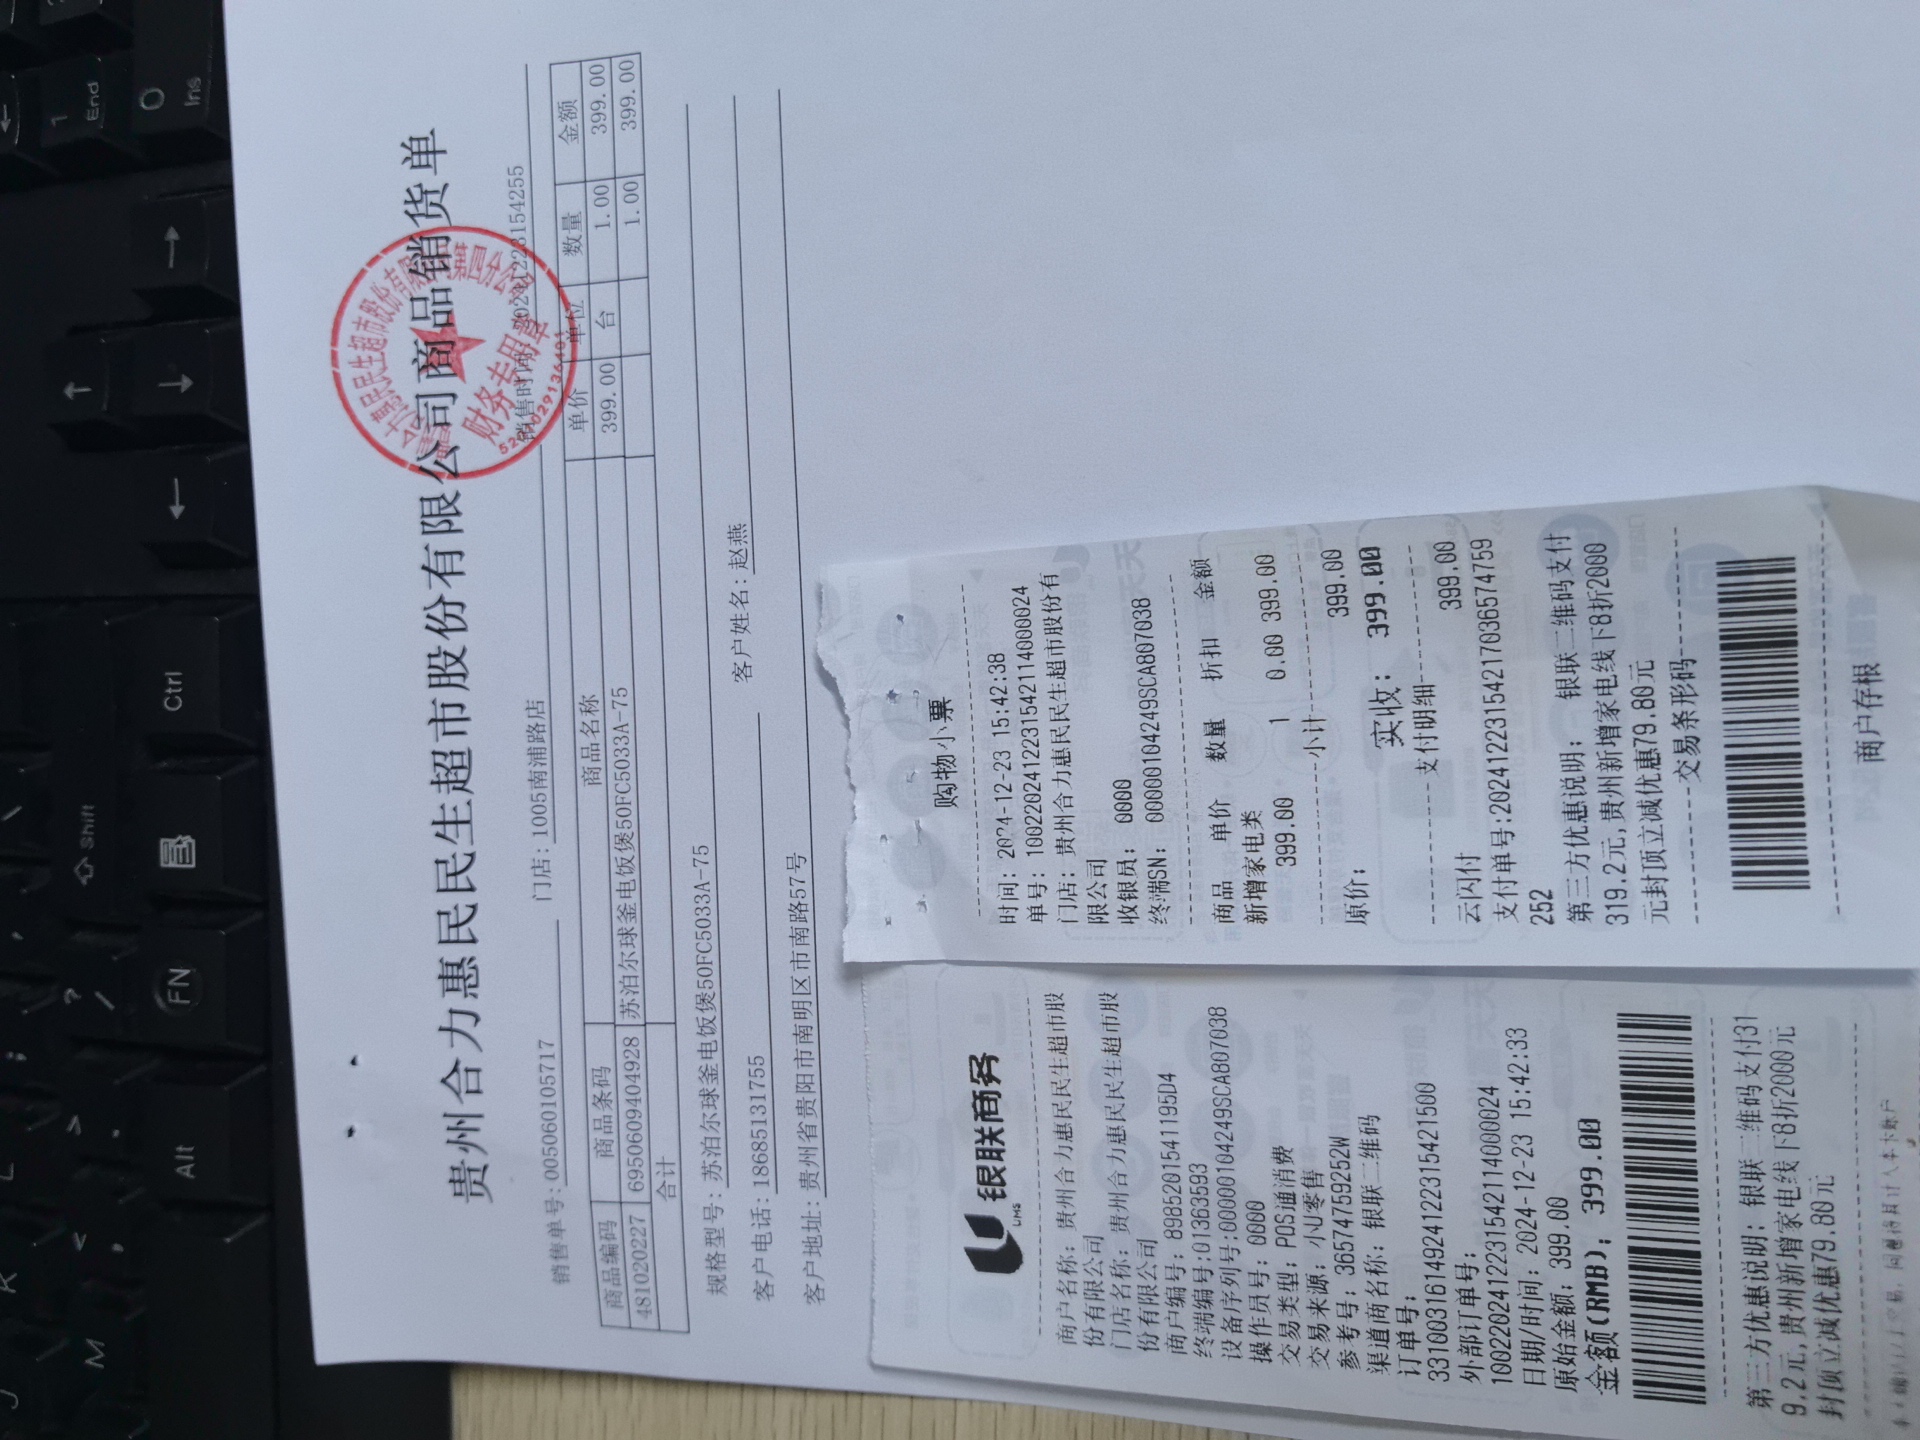 贵州合力惠民民生超市股份有限公司商品销货单
销售单号: 00506010​5717 门店: 1005南浦路店 销售时间: 20241223154255
商品编码 商品条码 商品名称 单价 单位 数量 金额
481020227 6950609404928 苏泊尔球釜电饭煲50FC5033A-75 399.00 台 1.00 399.00
合计 1.00 399.00
规格型号: 苏泊尔球釜电饭煲50FC5033A-75
客户电话: 18685131755 客户姓名: 赵燕
客户地址: 贵州省贵阳市南明区市南路57号
财务专用章
购物小票
时间: 2024-12-23 15:42:38
单号: 10022024122315421140​00024
门店: 贵州合力惠民民生超市股份有
限公司
收银员: 0000
终端SN: 00000104249SCA807038
商品 单价 数量 折扣 金额
新增家电类
399.00 1 0.00 399.00
小计
原价: 399.00
实收: 399.00
支付明细
云闪付 399.00
支付单号:20241223154217036574759
252
第三方优惠说明: 银联二维码支付
319.2元,贵州新增家电线下8折2000
元封顶立减优惠79.80元
交易条形码
商户存根
银联商务
UMS
商户名称: 贵州合力惠民民生超市股
份有限公司
门店名称: 贵州合力惠民民生超市股
份有限公司
商户编号: 8985201541195D4
终端编号:01363593
设备序列号:00000104249SCA807038
操作员号: 0000
交易类型: POS通消费
交易来源: 小U零售
参考号: 36574759252W
渠道商名称: 银联二维码
订单号:
33100316149241223154​21500
外部订单号:
1002202412231542114000024
日期/时间: 2024-12-23 15:42:33
原始金额: 399.00
金额(RMB): 399.00
第三方优惠说明: 银联二维码支付31
9.2元,贵州新增家电线下8折2000元
封顶立减优惠79.80元
Alt
FN
Ctrl
Shift
End
Ins